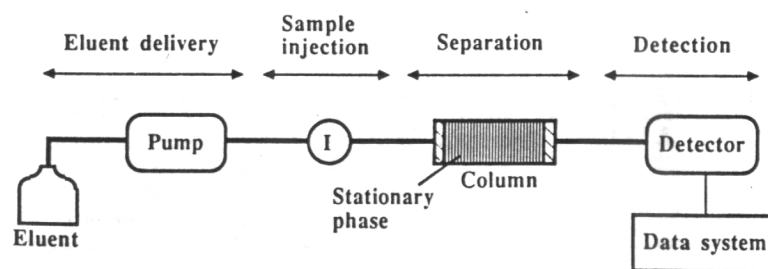 Eluent delivery
Sample
injection
Separation
Detection
Pump
I
Detector
Stationary
phase
Column
Eluent
Data system